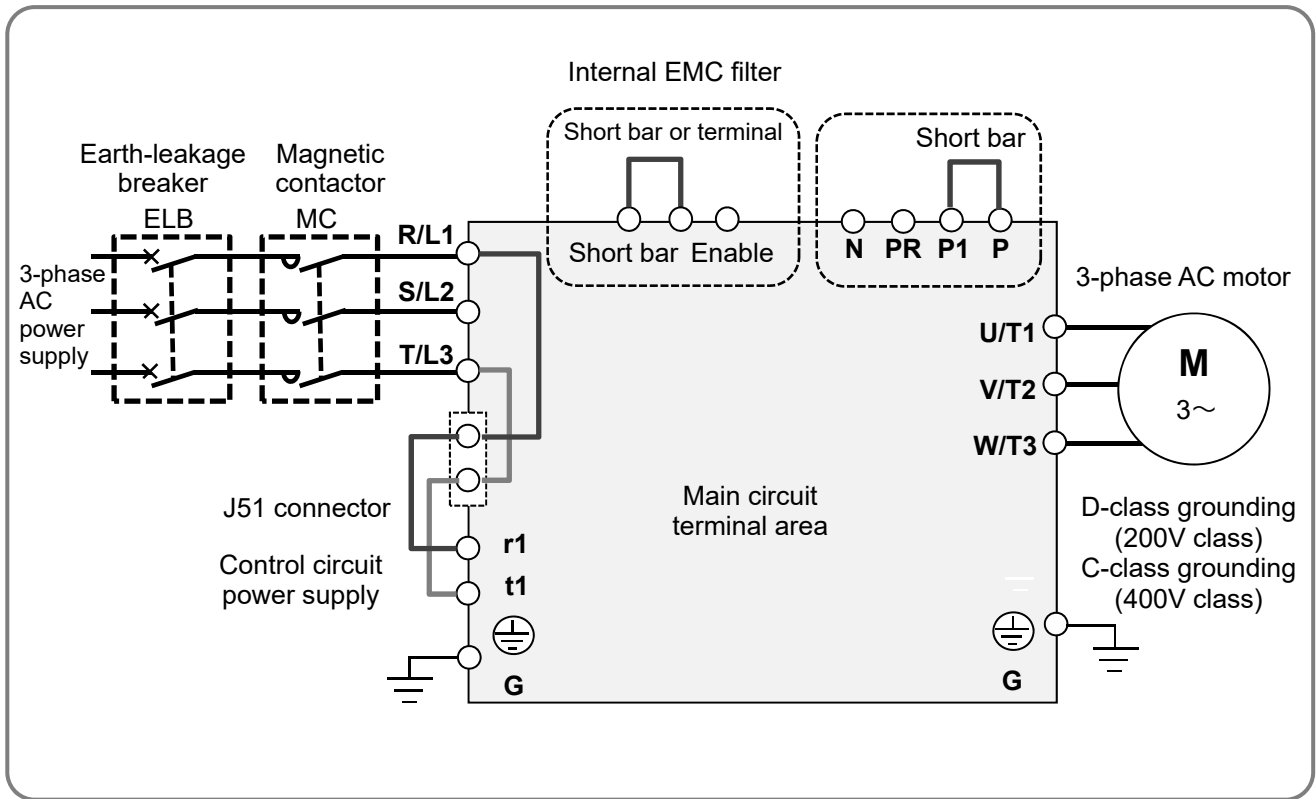 Internal EMC filter
Short bar or terminal
Short bar
Earth-leakage
breaker
ELB
Magnetic
contactor
MC
R/L1
Short bar Enable
N PR P1 P
3-phase
AC
power
supply
S/L2
T/L3
3-phase AC motor
U/T1
V/T2
W/T3
M
3～
J51 connector
Main circuit
terminal area
D-class grounding
(200V class)
C-class grounding
(400V class)
Control circuit
power supply
r1
t1
G
G